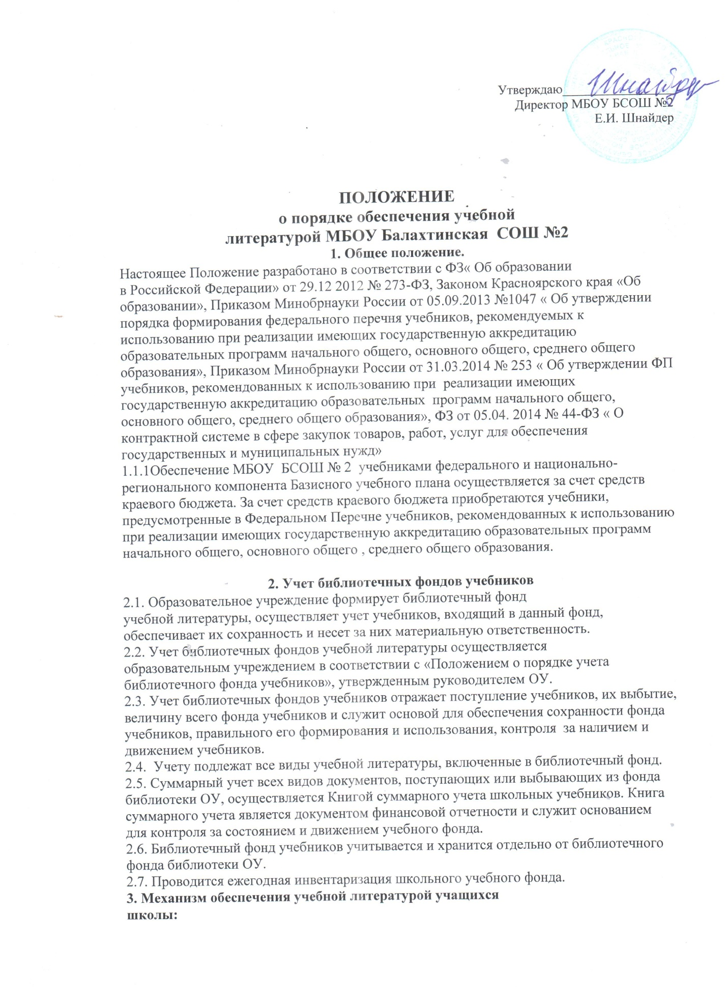 Утверждаю Шнайдер
Директор МБОУ БСОШ №2
Е.И. Шнайдер
ПОЛОЖЕНИЕ
о порядке обеспечения учебной
литературой МБОУ Балахтинская  СОШ №2
1. Общее положение.
Настоящее Положение разработано в соответствии с ФЗ« Об образовании
в Российской Федерации» от 29.12 2012 № 273-ФЗ, Законом Красноярского края «Об
образовании», Приказом Минобрнауки России от 05.09.2013 №1047 « Об утверждении
порядка формирования федерального перечня учебников, рекомендуемых к
использованию при реализации имеющих государственную аккредитацию
образовательных программ начального общего, основного общего, среднего общего
образования», Приказом Минобрнауки России от 31.03.2014 № 253 « Об утверждении ФП
учебников, рекомендованных к использованию при  реализации имеющих
государственную аккредитацию образовательных  программ начального общего,
основного общего, среднего общего образования», ФЗ от 05.04. 2014 № 44-ФЗ « О
контрактной системе в сфере закупок товаров, работ, услуг для обеспечения
государственных и муниципальных нужд»
1.1.1Обеспечение МБОУ  БСОШ № 2  учебниками федерального и национально-
регионального компонента Базисного учебного плана осуществляется за счет средств
краевого бюджета. За счет средств краевого бюджета приобретаются учебники,
предусмотренные в Федеральном Перечне учебников, рекомендованных к использованию
при реализации имеющих государственную аккредитацию образовательных программ
начального общего, основного общего , среднего общего образования.
2. Учет библиотечных фондов учебников
2.1. Образовательное учреждение формирует библиотечный фонд
учебной литературы, осуществляет учет учебников, входящий в данный фонд,
обеспечивает их сохранность и несет за них материальную ответственность.
2.2. Учет библиотечных фондов учебной литературы осуществляется
образовательным учреждением в соответствии с «Положением о порядке учета
библиотечного фонда учебников», утвержденным руководителем ОУ.
2.3. Учет библиотечных фондов учебников отражает поступление учебников, их выбытие,
величину всего фонда учебников и служит основой для обеспечения сохранности фонда
учебников, правильного его формирования и использования, контроля  за наличием и
движением учебников.
2.4.  Учету подлежат все виды учебной литературы, включенные в библиотечный фонд.
2.5. Суммарный учет всех видов документов, поступающих или выбывающих из фонда
библиотеки ОУ, осуществляется Книгой суммарного учета школьных учебников. Книга
суммарного учета является документом финансовой отчетности и служит основанием
для контроля за состоянием и движением учебного фонда.
2.6. Библиотечный фонд учебников учитывается и хранится отдельно от библиотечного
фонда библиотеки ОУ.
2.7. Проводится ежегодная инвентаризация школьного учебного фонда.
3. Механизм обеспечения учебной литературой учащихся
школы: